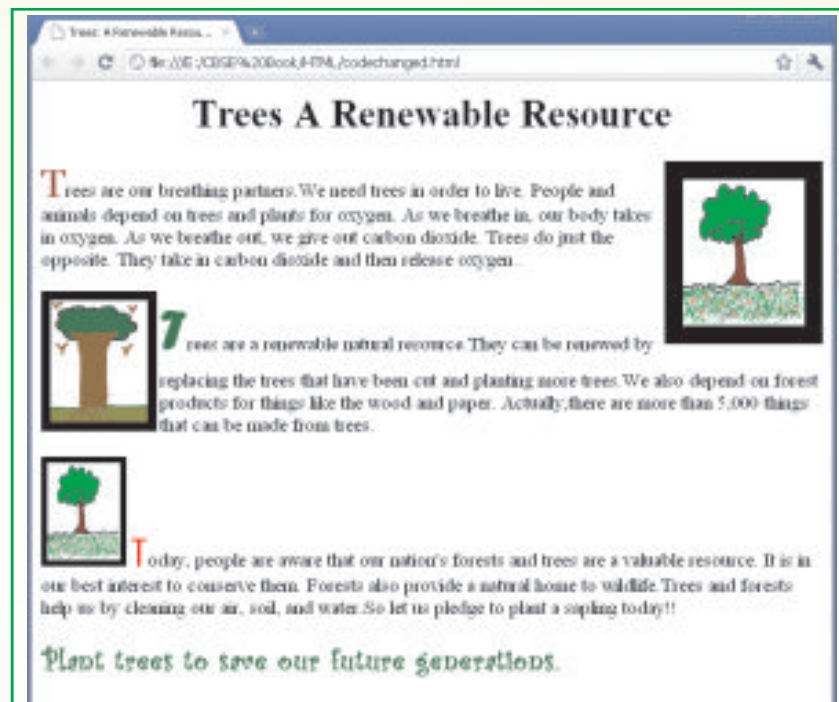 Trees: A Renewable Resou...
file:///E:/CBSE%20Book/HTML/codechanged.html
Trees A Renewable Resource
Trees are our breathing partners.We need trees in order to live. People and
animals depend on trees and plants for oxygen. As we breathe in, our body takes
in oxygen. As we breathe out, we give out carbon dioxide. Trees do just the
opposite. They take in carbon dioxide and then release oxygen.
Trees are a renewable natural resource.They can be renewed by
replacing the trees that have been cut and planting more trees.We also depend on forest
products for things like the wood and paper. Actually,there are more than 5,000 things
that can be made from trees.
Today, people are aware that our nation's forests and trees are a valuable resource. It is in
our best interest to conserve them. Forests also provide a natural home to wildlife.Trees and forests
help us by cleaning our air, soil, and water.So let us pledge to plant a sapling today!!
Plant trees to save our future generations.